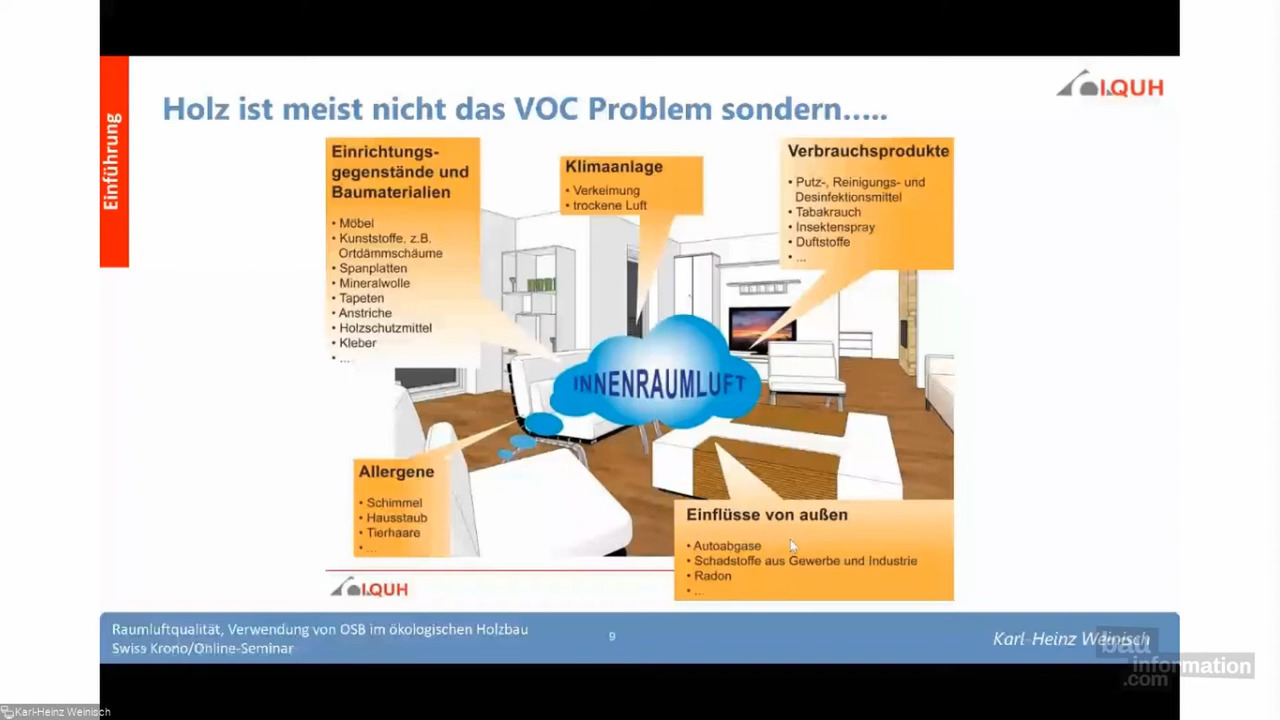 Einführung
I.QUH
Holz ist meist nicht das VOC Problem sondern.....
Einrichtungs-
gegenstände und
Baumaterialien
• Möbel
• Kunststoffe, z.B.
Ortdämmschäume
• Spanplatten
• Mineralwolle
• Tapeten
• Anstriche
• Holzschutzmittel
• Kleber
• ...
Klimaanlage
• Verkeimung
• trockene Luft
Verbrauchsprodukte
• Putz-, Reinigungs- und
Desinfektionsmittel
• Tabakrauch
• Insektenspray
• Duftstoffe
• ...
INNENRAUMLUFT
Allergene
• Schimmel
• Hausstaub
• Tierhaare
• ...
Einflüsse von außen
• Autoabgase
• Schadstoffe aus Gewerbe und Industrie
• Radon
• ...
I.QUH
Raumluftqualität, Verwendung von OSB im ökologischen Holzbau
Swiss Krono/Online-Seminar
9
Karl-Heinz Weinisch
bau
information
.com
Karl-Heinz Weinisch